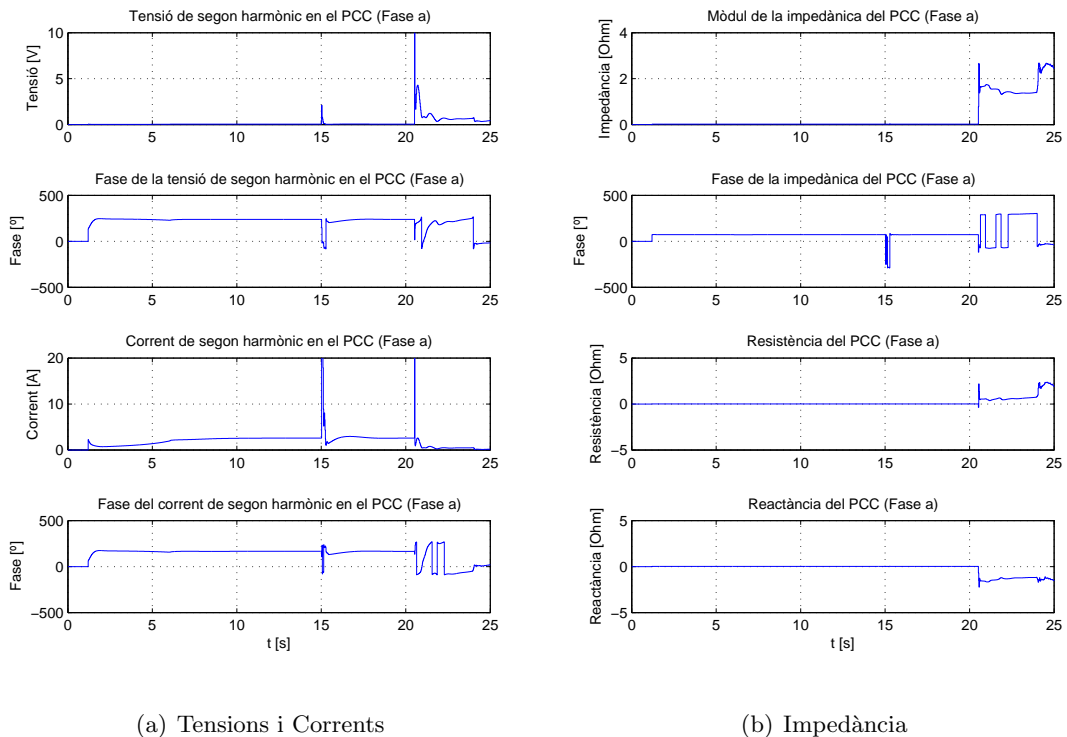 Tensió de segon harmònic en el PCC (Fase a)
Tensió [V]
10
5
0
0 5 10 15 20 25
Fase de la tensió de segon harmònic en el PCC (Fase a)
Fase [º]
500
0
−500
0 5 10 15 20 25
Corrent de segon harmònic en el PCC (Fase a)
Corrent [A]
20
10
0
0 5 10 15 20 25
Fase del corrent de segon harmònic en el PCC (Fase a)
Fase [º]
500
0
−500
0 5 10 15 20 25
t [s]
(a) Tensions i Corrents
Mòdul de la impedànica del PCC (Fase a)
Impedància [Ohm]
4
2
0
0 5 10 15 20 25
Fase de la impedànica del PCC (Fase a)
Fase [º]
500
0
−500
0 5 10 15 20 25
Resistència del PCC (Fase a)
Resistència [Ohm]
5
0
−5
0 5 10 15 20 25
Reactància del PCC (Fase a)
Reactància [Ohm]
5
0
−5
0 5 10 15 20 25
t [s]
(b) Impedància